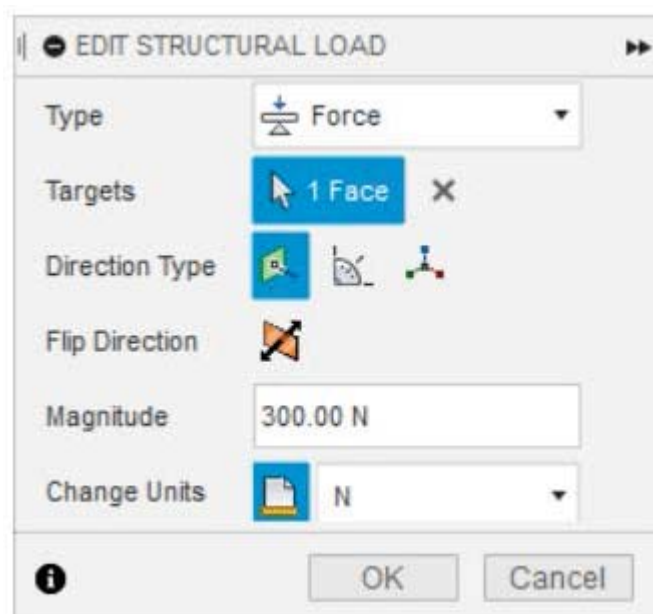 EDIT STRUCTURAL LOAD
Type Force
Targets 1 Face
Direction Type
Flip Direction
Magnitude 300.00 N
Change Units N
OK Cancel